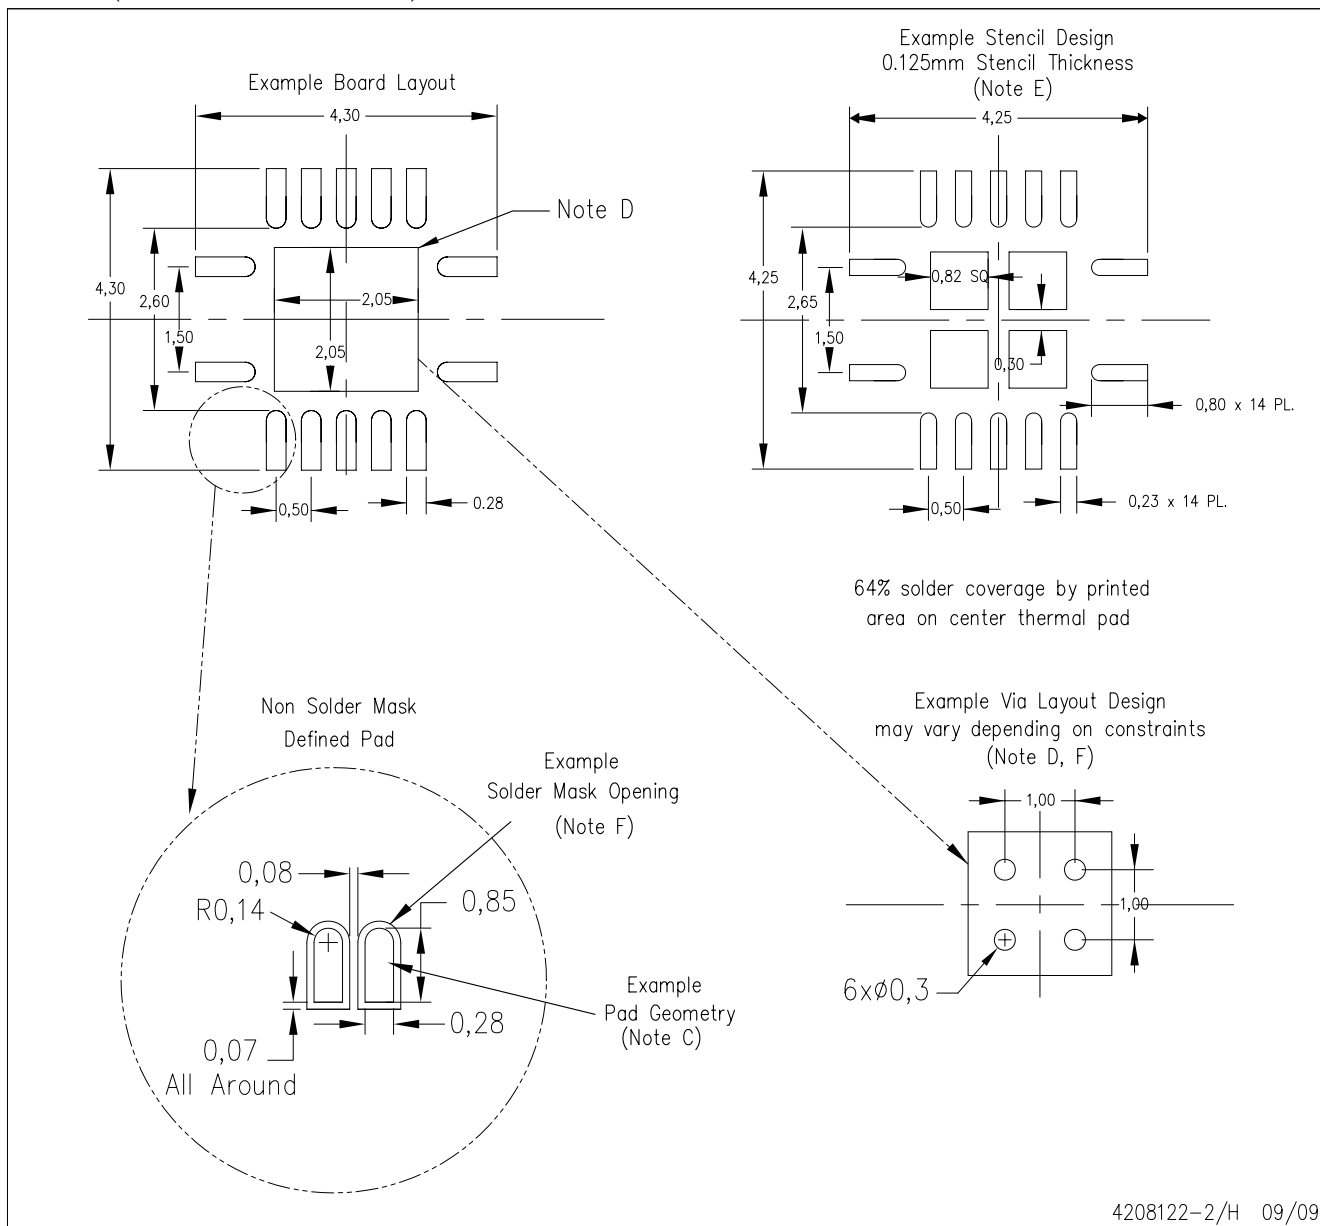 Example Board Layout
4,30
4,30
2,60
1,50
2,05
2,05
Note D
0,50
0.28
Example Stencil Design
0.125mm Stencil Thickness
(Note E)
4,25
4,25
2,65
1,50
0,82 SQ
0,30
0,80 x 14 PL.
0,50
0,23 x 14 PL.
64% solder coverage by printed
area on center thermal pad
Non Solder Mask
Defined Pad
Example
Solder Mask Opening
(Note F)
0,08
R0,14
0,85
0,28
0,07
All Around
Example
Pad Geometry
(Note C)
Example Via Layout Design
may vary depending on constraints
(Note D, F)
1,00
1,00
6xø0,3
4208122-2/H 09/09